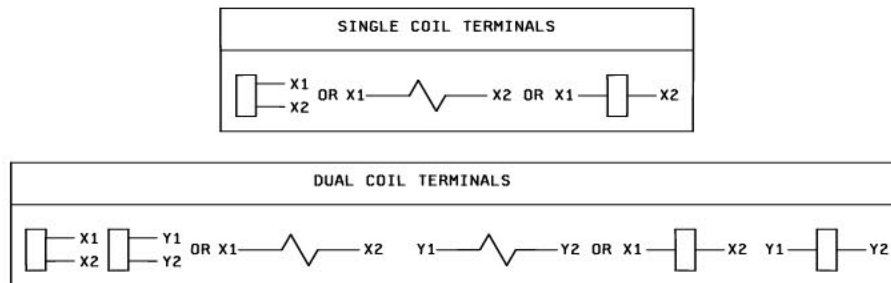 SINGLE COIL TERMINALS
X1
X2
OR X1 X2 OR X1 X2
DUAL COIL TERMINALS
X1 Y1
X2 Y2
OR X1 X2 Y1 Y2 OR X1 X2 Y1 Y2